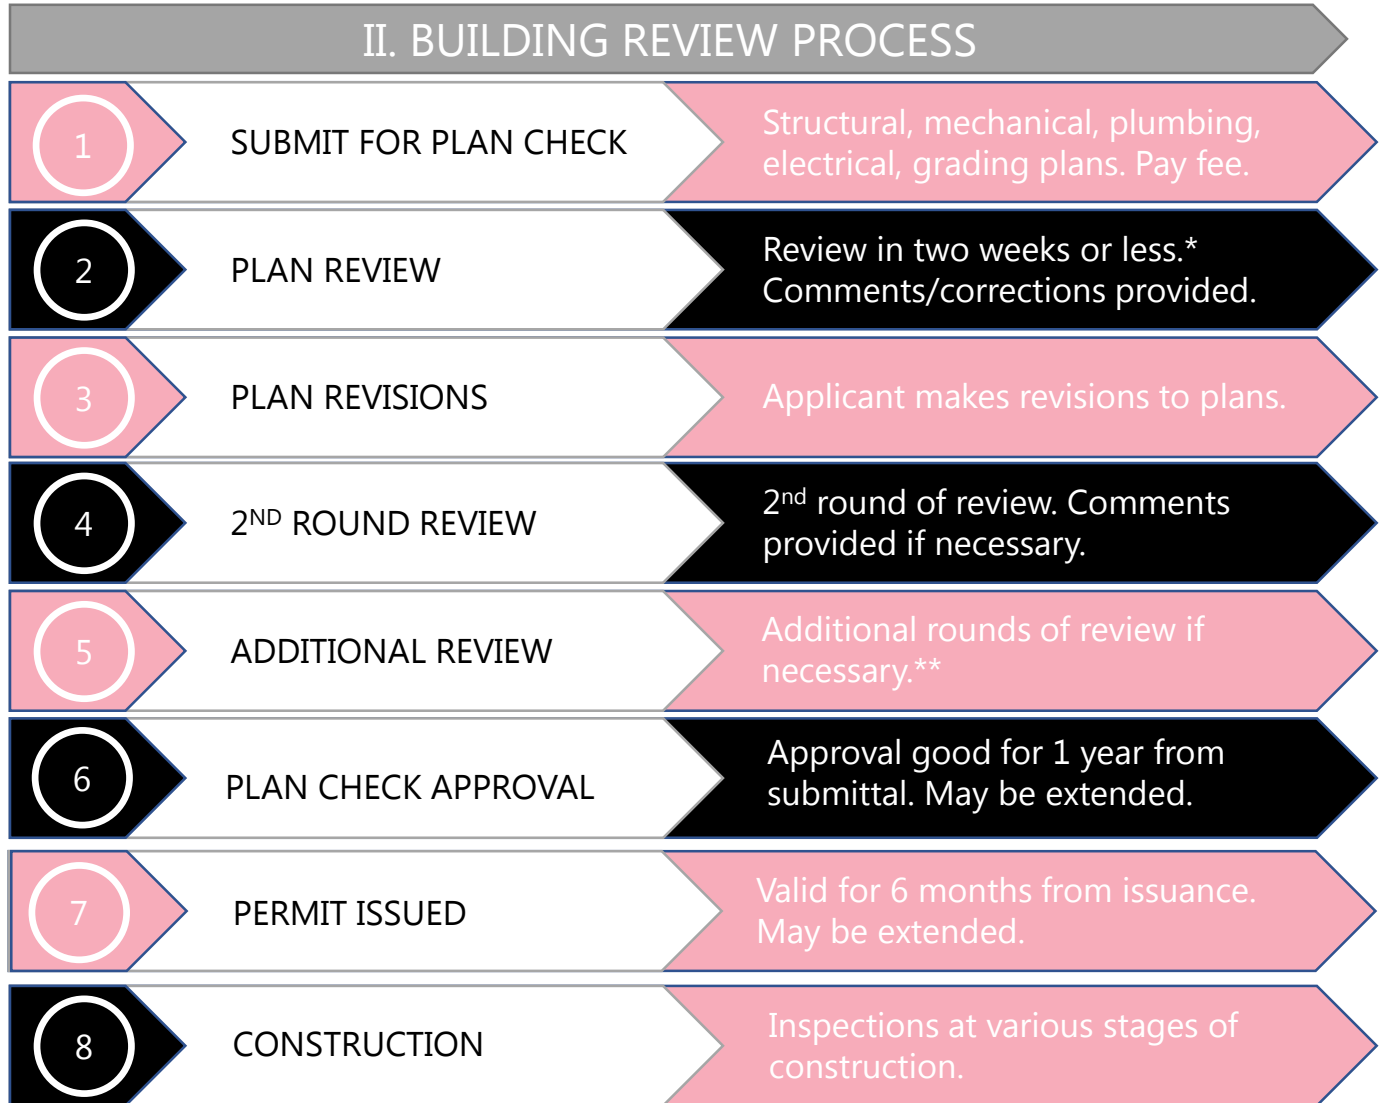 II. BUILDING REVIEW PROCESS
1
SUBMIT FOR PLAN CHECK
Structural, mechanical, plumbing,
electrical, grading plans. Pay fee.
2
PLAN REVIEW
Review in two weeks or less.*
Comments/corrections provided.
3
PLAN REVISIONS
Applicant makes revisions to plans.
4
2ND ROUND REVIEW
2nd round of review. Comments
provided if necessary.
5
ADDITIONAL REVIEW
Additional rounds of review if
necessary.**
6
PLAN CHECK APPROVAL
Approval good for 1 year from
submittal. May be extended.
7
PERMIT ISSUED
Valid for 6 months from issuance.
May be extended.
8
CONSTRUCTION
Inspections at various stages of
construction.